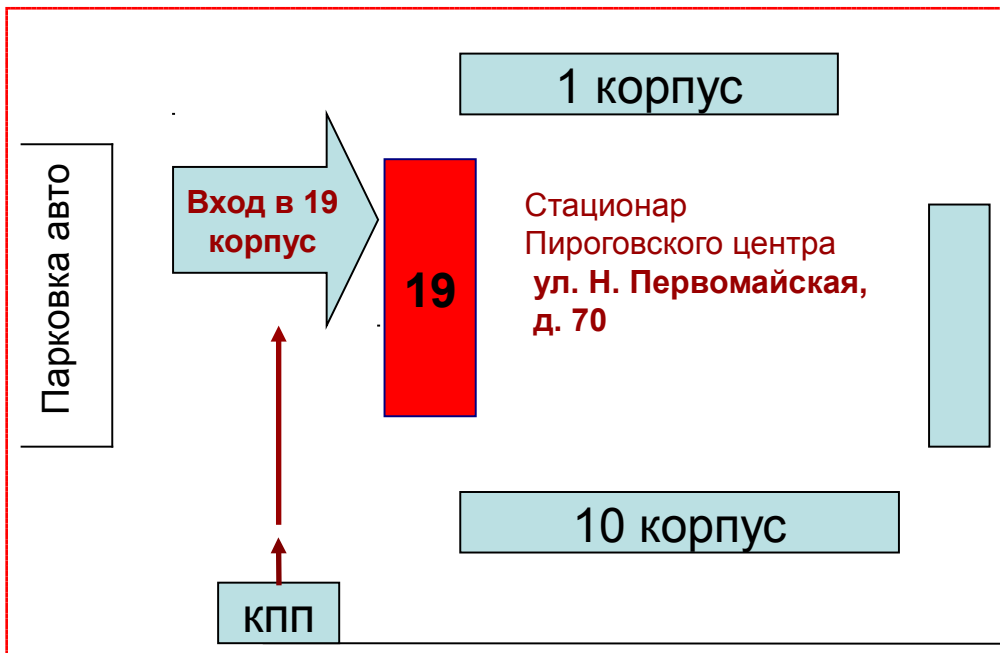 1 корпус
Парковка авто
Вход в 19
корпус
19
Стационар
Пироговского центра
ул. Н. Первомайская,
д. 70
10 корпус
кпп